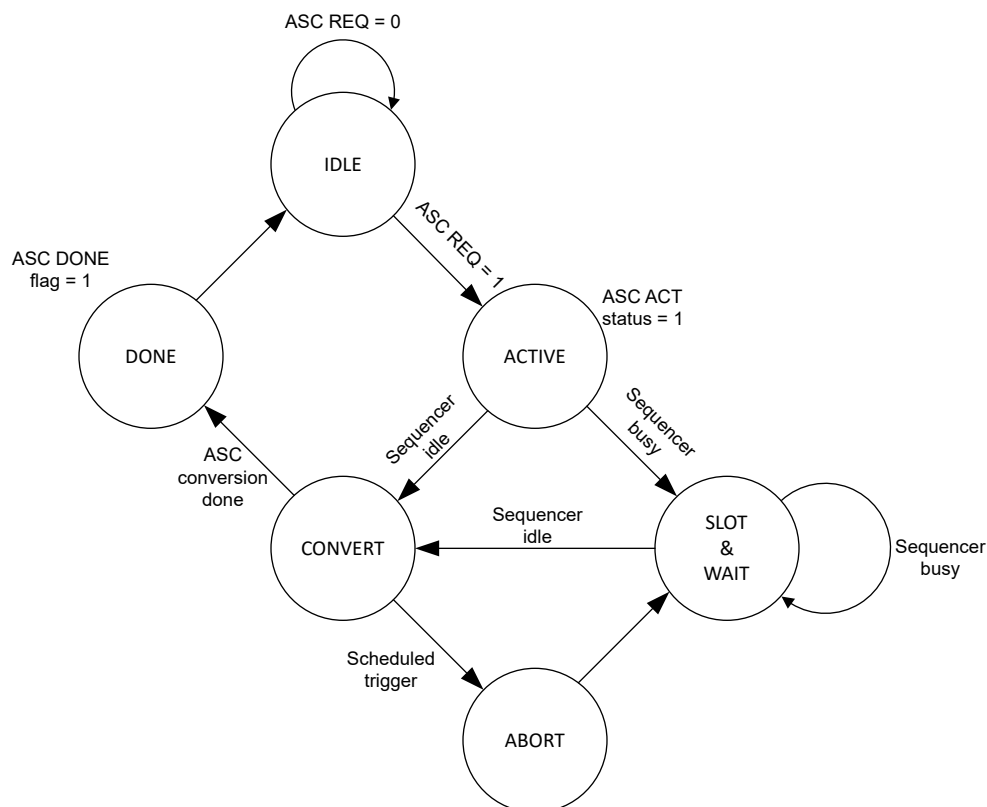 ASC REQ = 0
IDLE
ASC REQ = 1
ASC DONE
flag = 1
ASC ACT
status = 1
DONE
ACTIVE
Sequencer
idle
Sequencer
busy
ASC
conversion
done
Sequencer
idle
SLOT
&
WAIT
CONVERT
Sequencer
busy
Scheduled
trigger
ABORT